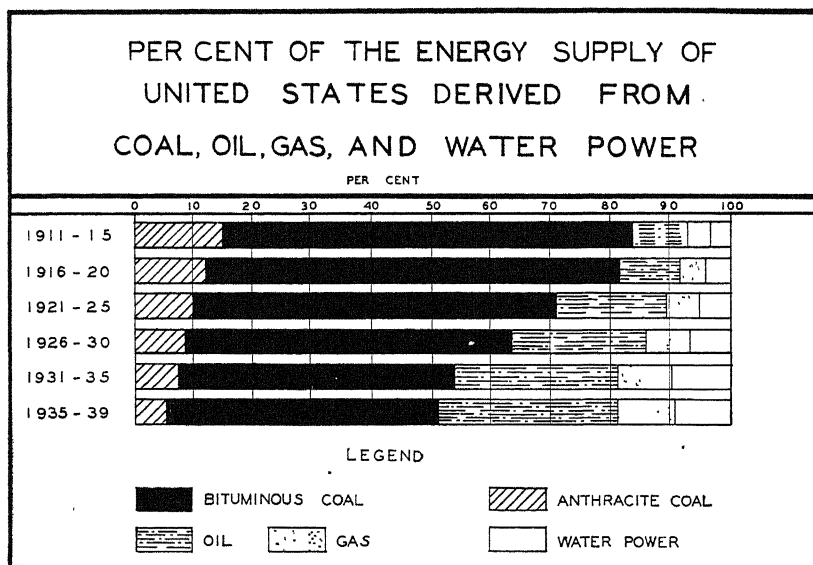 PER CENT OF THE ENERGY SUPPLY OF
UNITED STATES DERIVED FROM
COAL, OIL, GAS, AND WATER POWER
PER CENT
0 10 20 30 40 50 60 70 80 90 100
1911 - 15
1916 - 20
1921 - 25
1926 - 30
1931 - 35
1935 - 39
LEGEND
BITUMINOUS COAL ANTHRACITE COAL
OIL GAS WATER POWER